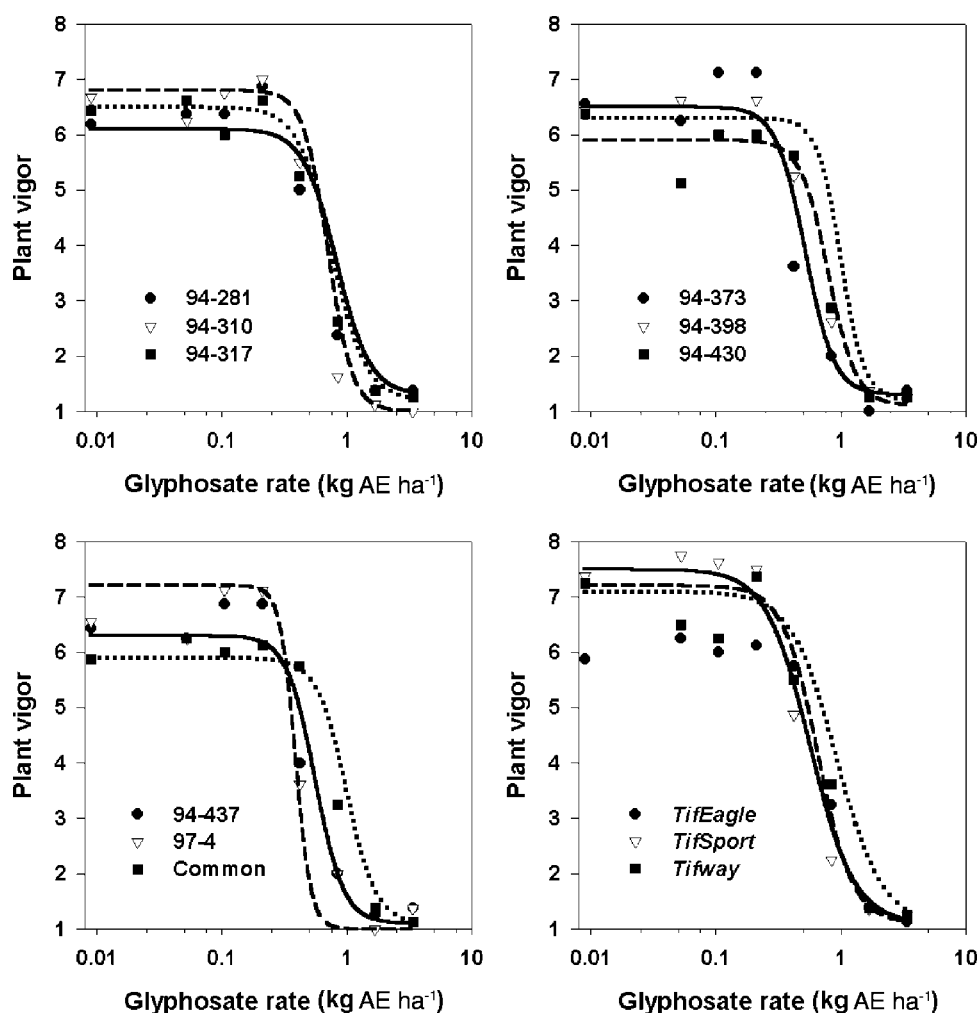 8
7
6
5
4
3
2
1
Plant vigor
94-281
94-310
94-317
0.01 0.1 1 10
Glyphosate rate (kg AE ha⁻¹)
8
7
6
5
4
3
2
1
Plant vigor
94-373
94-398
94-430
0.01 0.1 1 10
Glyphosate rate (kg AE ha⁻¹)
8
7
6
5
4
3
2
1
Plant vigor
94-437
97-4
Common
0.01 0.1 1 10
Glyphosate rate (kg AE ha⁻¹)
8
7
6
5
4
3
2
1
Plant vigor
TifEagle
TifSport
Tifway
0.01 0.1 1 10
Glyphosate rate (kg AE ha⁻¹)